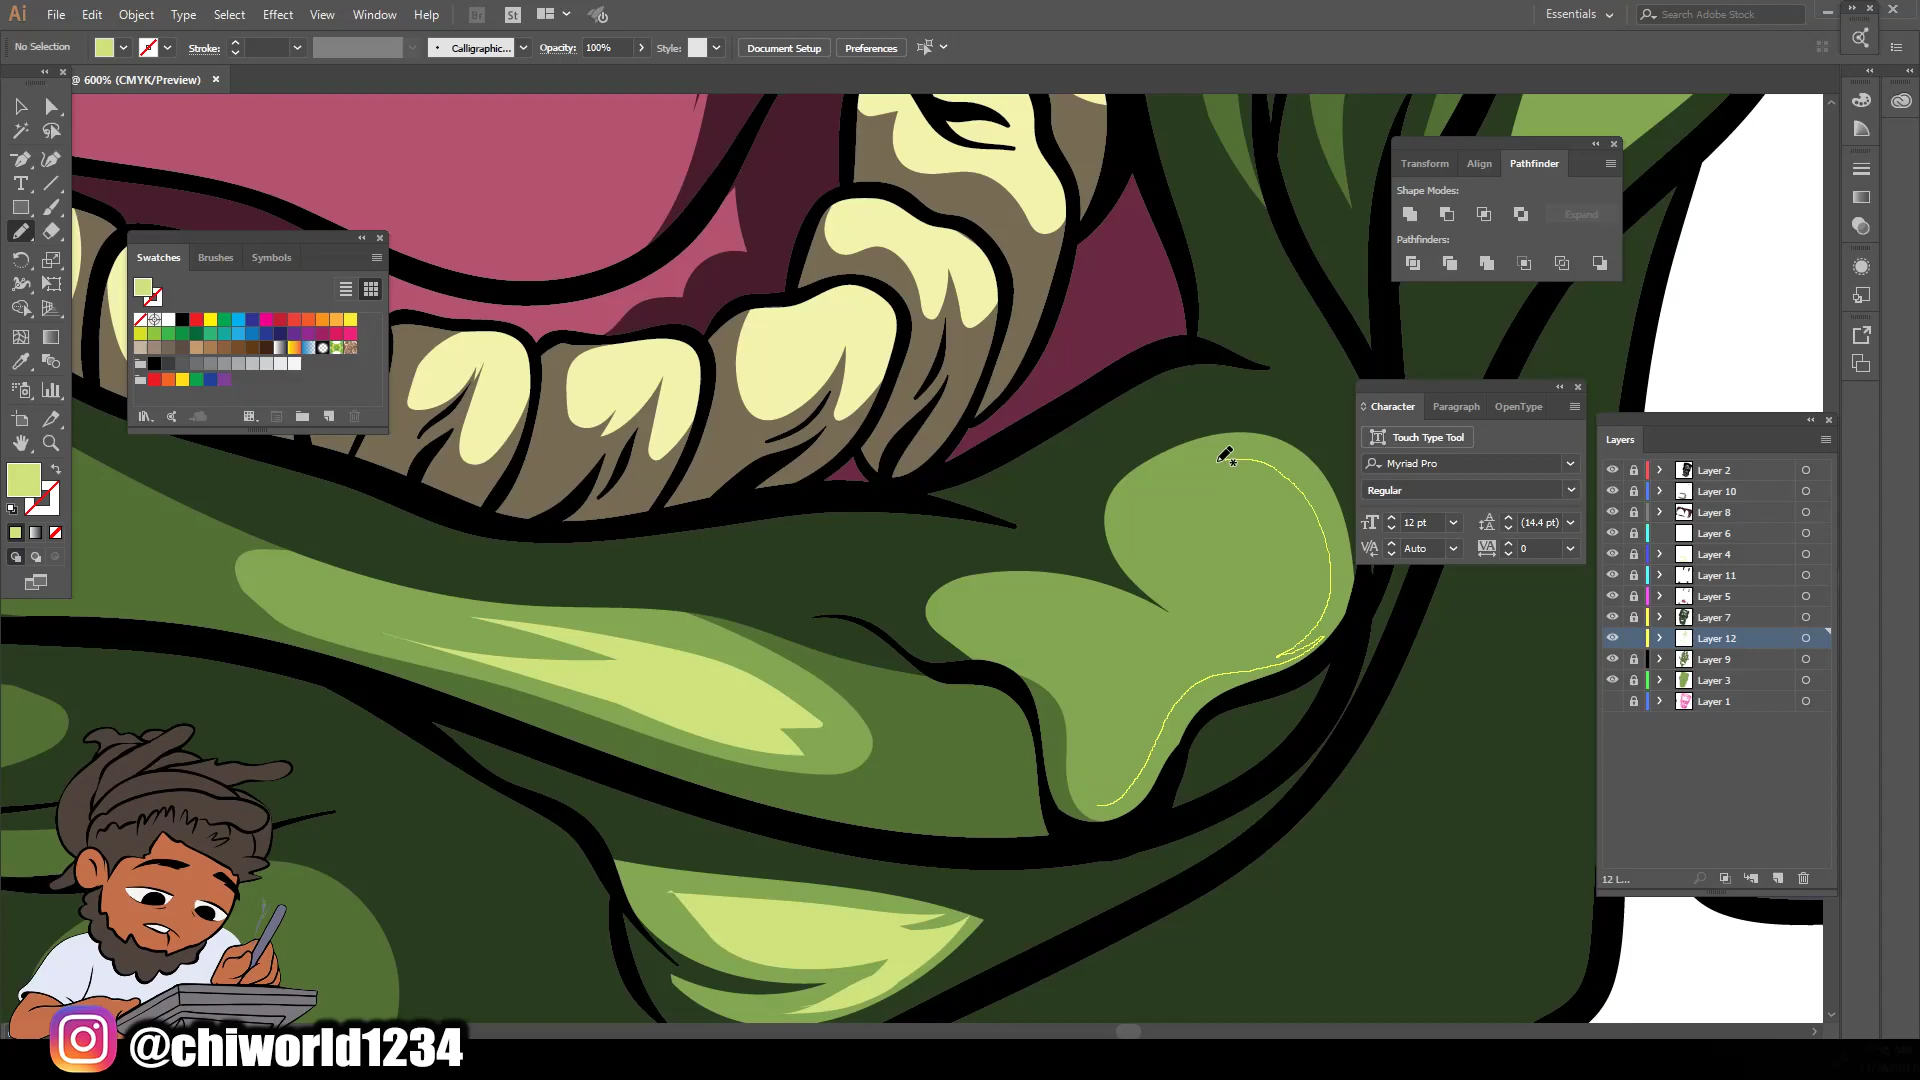 Ai File Edit Object Type Select Effect View Window Help Br St Essentials Search Adobe Stock
No Selection Stroke: Calligraphic... Opacity: 100% Style: Document Setup Preferences
@ 600% (CMYK/Preview)
Transform Align Pathfinder
Shape Modes:
Expand
Pathfinders:
Swatches Brushes Symbols
Character Paragraph OpenType
Touch Type Tool
Myriad Pro
Regular
12 pt (14.4 pt)
Auto 0
Layers
Layer 2
Layer 10
Layer 8
Layer 6
Layer 4
Layer 11
Layer 5
Layer 7
Layer 12
Layer 9
Layer 3
Layer 1
12 L...
@chiworld1234